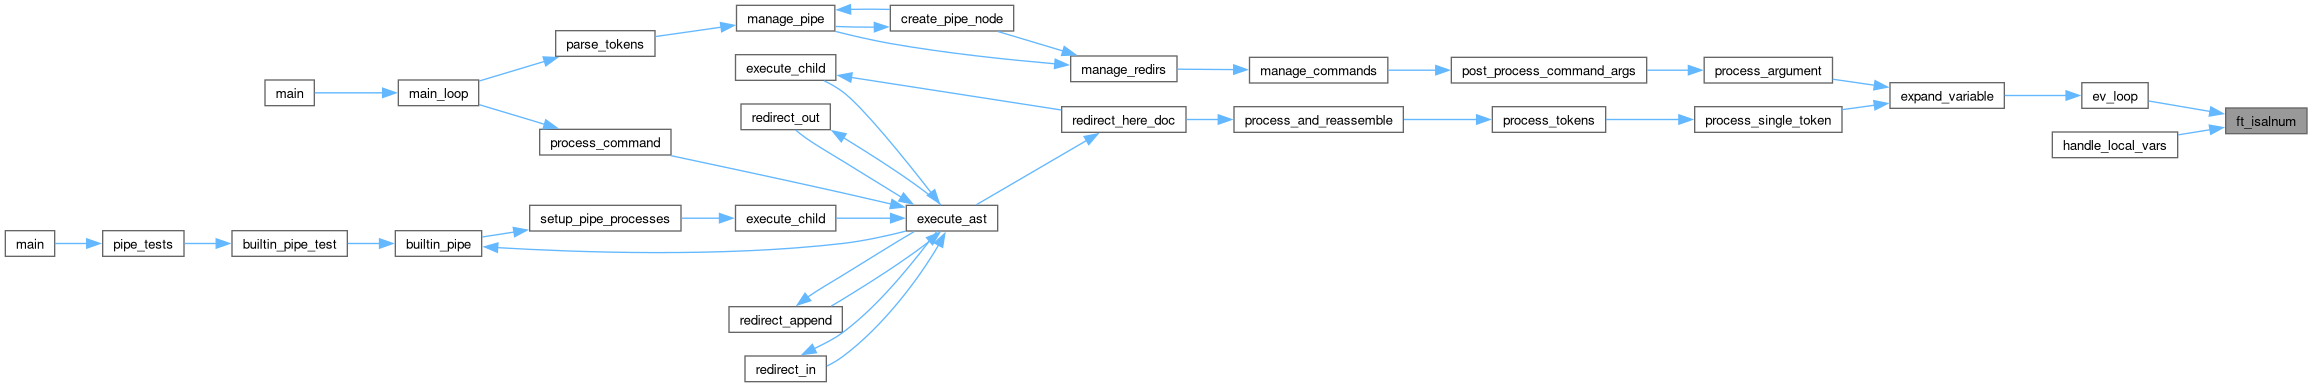 manage_pipe
create_pipe_node
parse_tokens
execute_child
manage_redirs
manage_commands
post_process_command_args
process_argument
main
main_loop
expand_variable
ev_loop
redirect_out
redirect_here_doc
process_and_reassemble
process_tokens
process_single_token
ft_isalnum
process_command
handle_local_vars
setup_pipe_processes
execute_child
execute_ast
main
pipe_tests
builtin_pipe_test
builtin_pipe
redirect_append
redirect_in